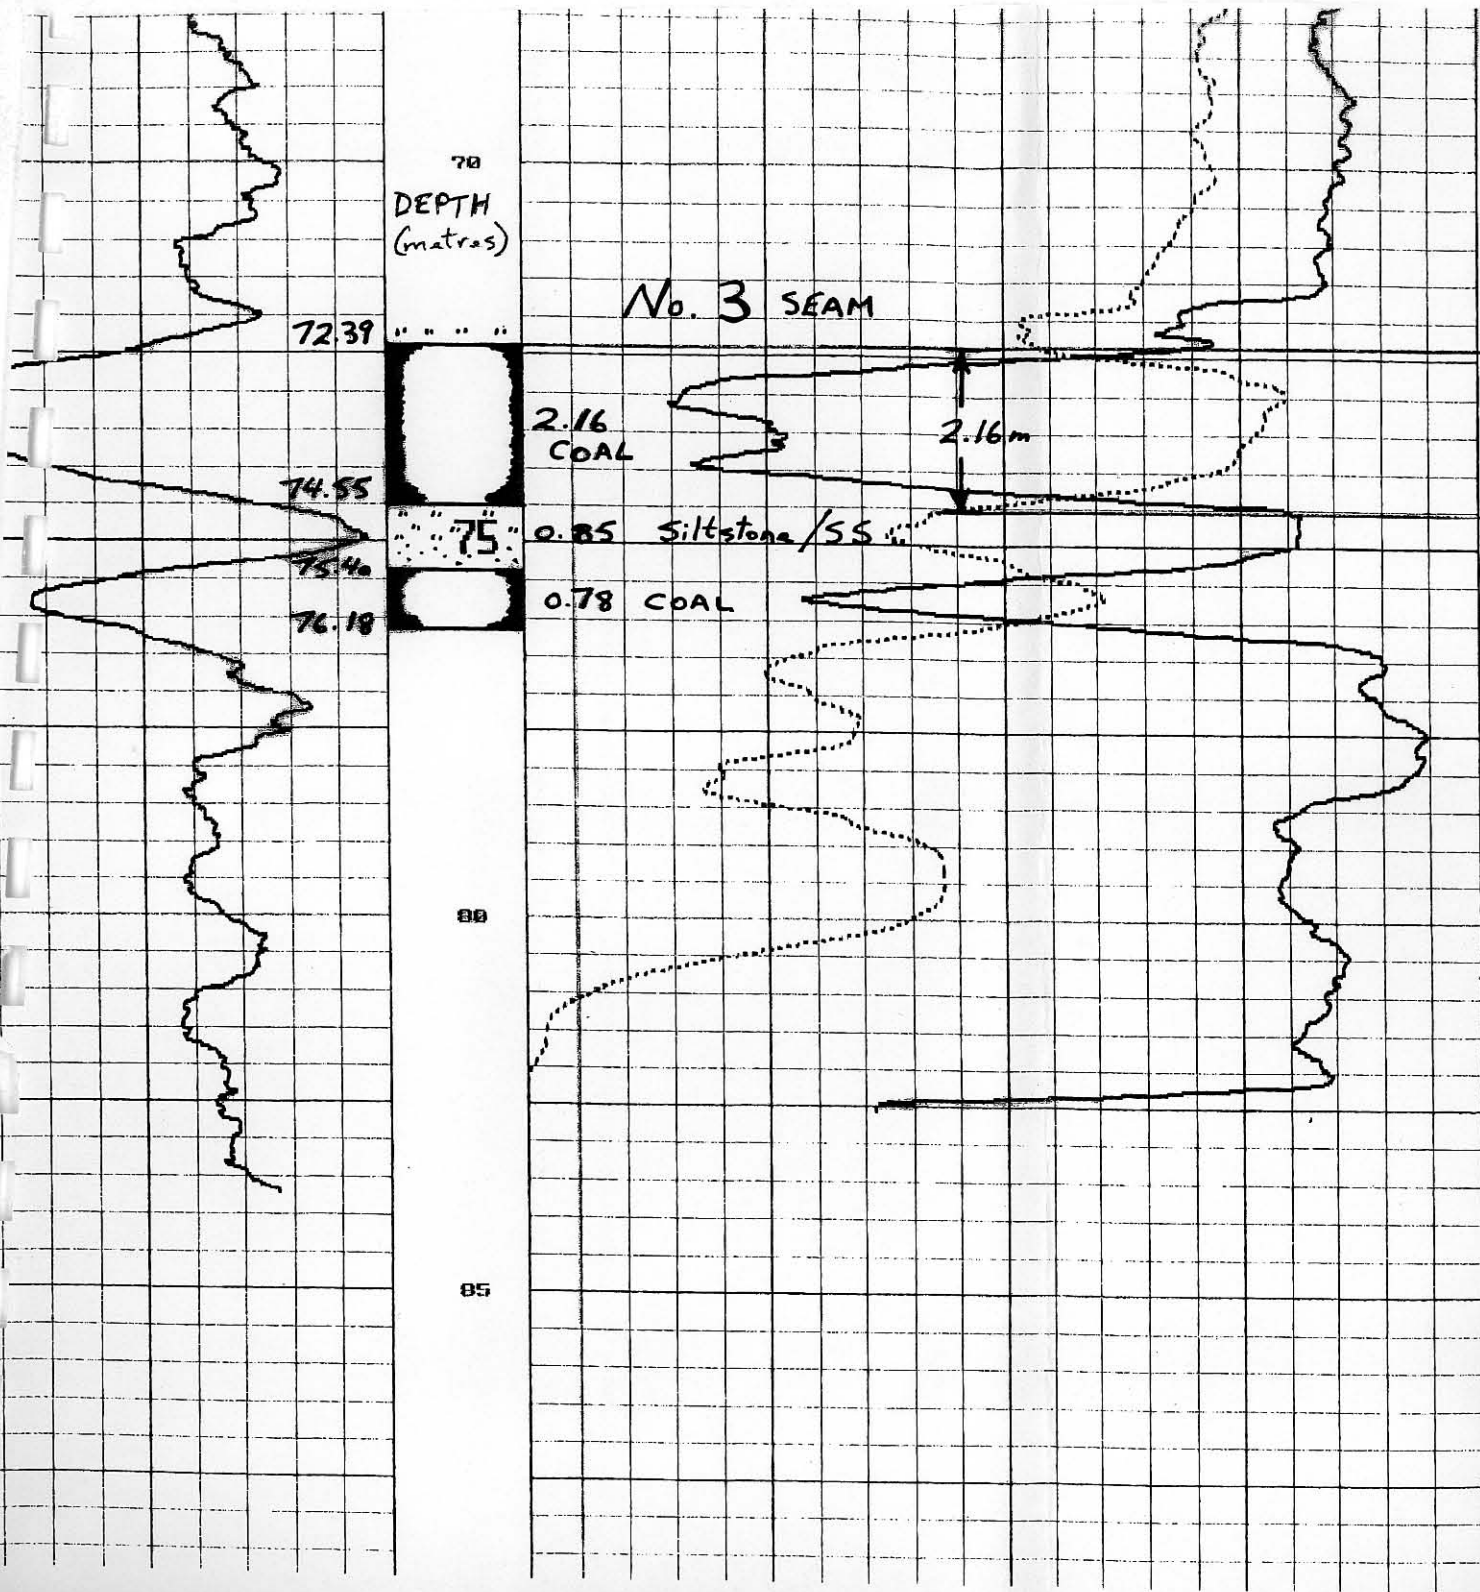 70
DEPTH
(metres)
No. 3 SEAM
72.39
2.16
COAL
2.16 m
74.55
75
0.85 Siltstone/SS
75.40
0.78 COAL
76.18
80
85